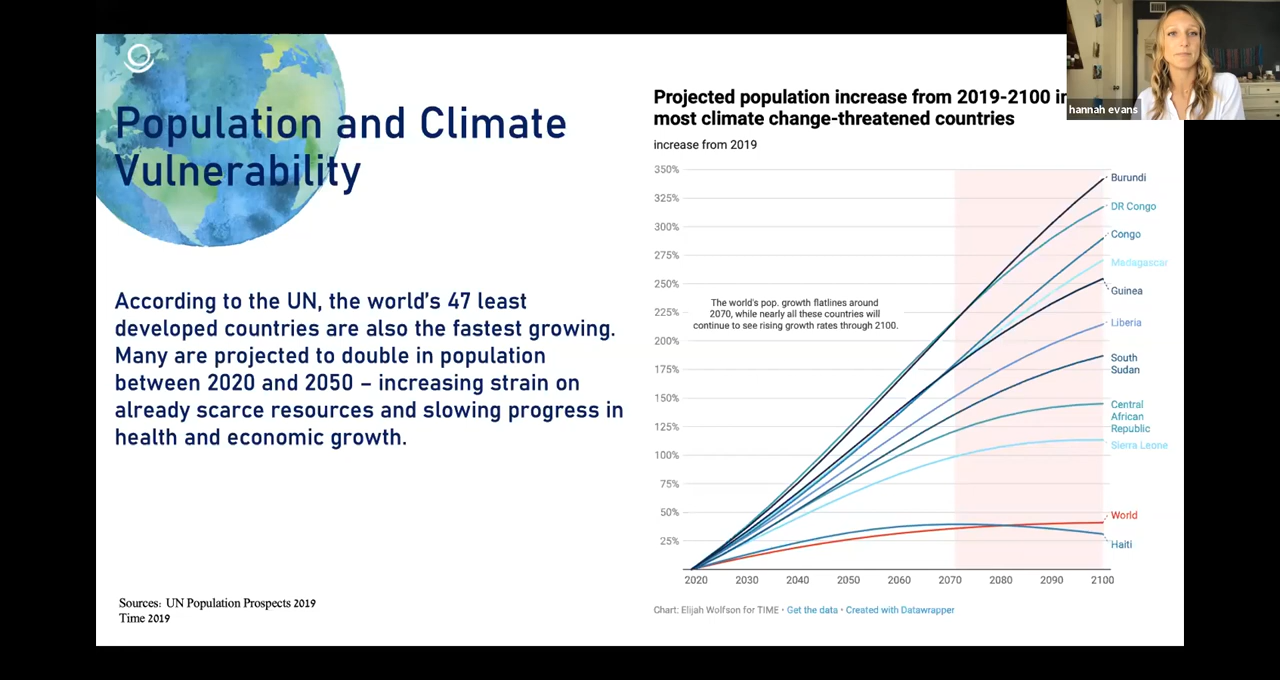 Population and Climate
Vulnerability
According to the UN, the world's 47 least
developed countries are also the fastest growing.
Many are projected to double in population
between 2020 and 2050 – increasing strain on
already scarce resources and slowing progress in
health and economic growth.
Sources: UN Population Prospects 2019
Time 2019
Projected population increase from 2019-2100
most climate change-threatened countries
increase from 2019
350%
325%
300%
275%
250%
225%
200%
175%
150%
125%
100%
75%
50%
25%
The world's pop. growth flatlines around
2070, while nearly all these countries will
continue to see rising growth rates through 2100.
Burundi
DR Congo
Congo
Madagascar
Guinea
Liberia
South
Sudan
Central
African
Republic
Sierra Leone
World
Haiti
2020 2030 2040 2050 2060 2070 2080 2090 2100
Chart: Elijah Wolfson for TIME • Get the data • Created with Datawrapper
hannah evans